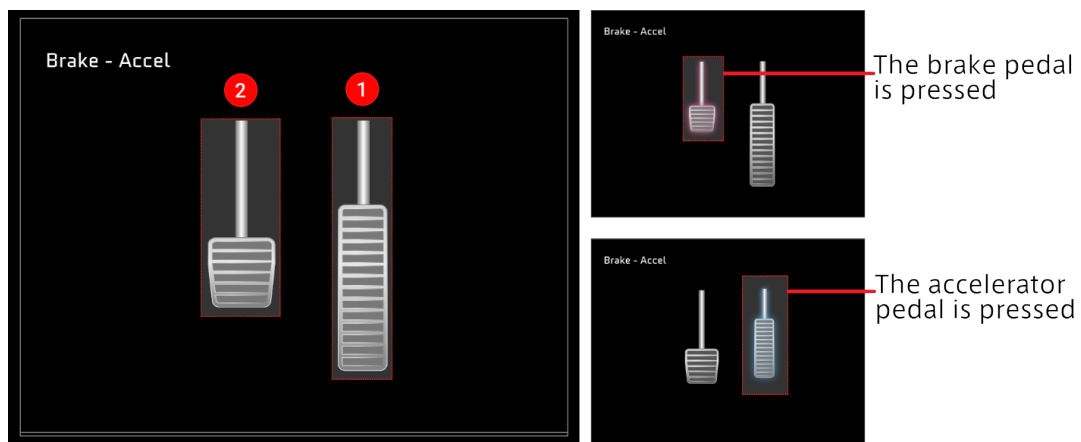 Brake - Accel
2
1
Brake - Accel
The brake pedal
is pressed
Brake - Accel
The accelerator
pedal is pressed